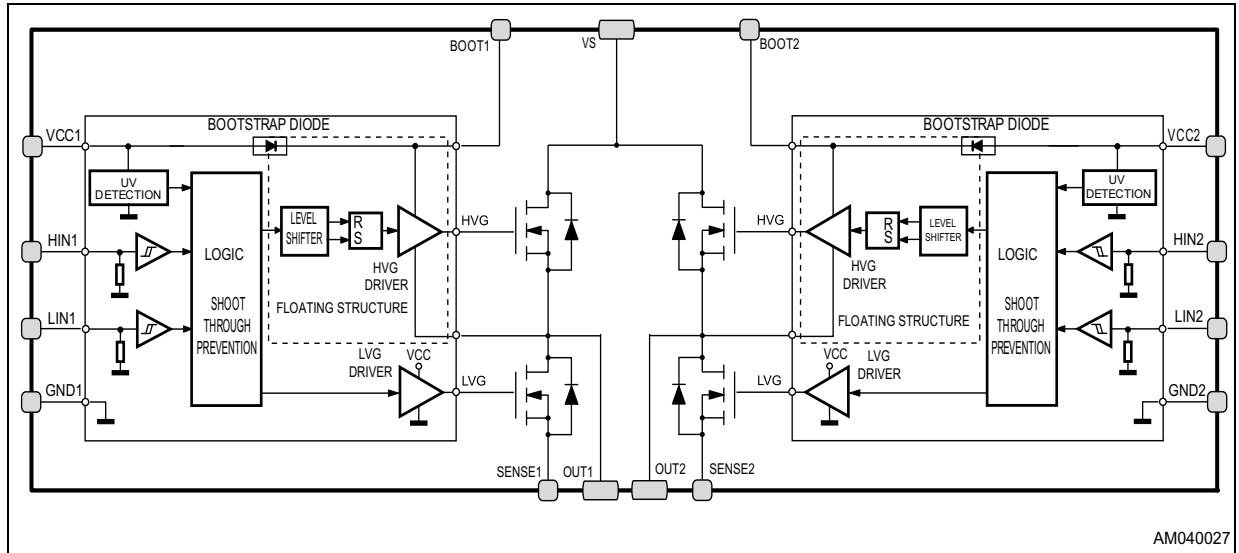 BOOT1
VS
BOOT2
VCC1
BOOTSTRAP DIODE
BOOTSTRAP DIODE
VCC2
UV
DETECTION
UV
DETECTION
HIN1
LEVEL
SHIFTER
R
S
HVG
HVG
R
S
LEVEL
SHIFTER
HIN2
LOGIC
HVG
DRIVER
HVG
DRIVER
LOGIC
FLOATING STRUCTURE
FLOATING STRUCTURE
LIN1
SHOOT
THROUGH
PREVENTION
SHOOT
THROUGH
PREVENTION
LIN2
LVG
DRIVER
VCC
VCC
LVG
DRIVER
LVG
LVG
GND1
GND2
SENSE1
OUT1
OUT2
SENSE2
AM040027